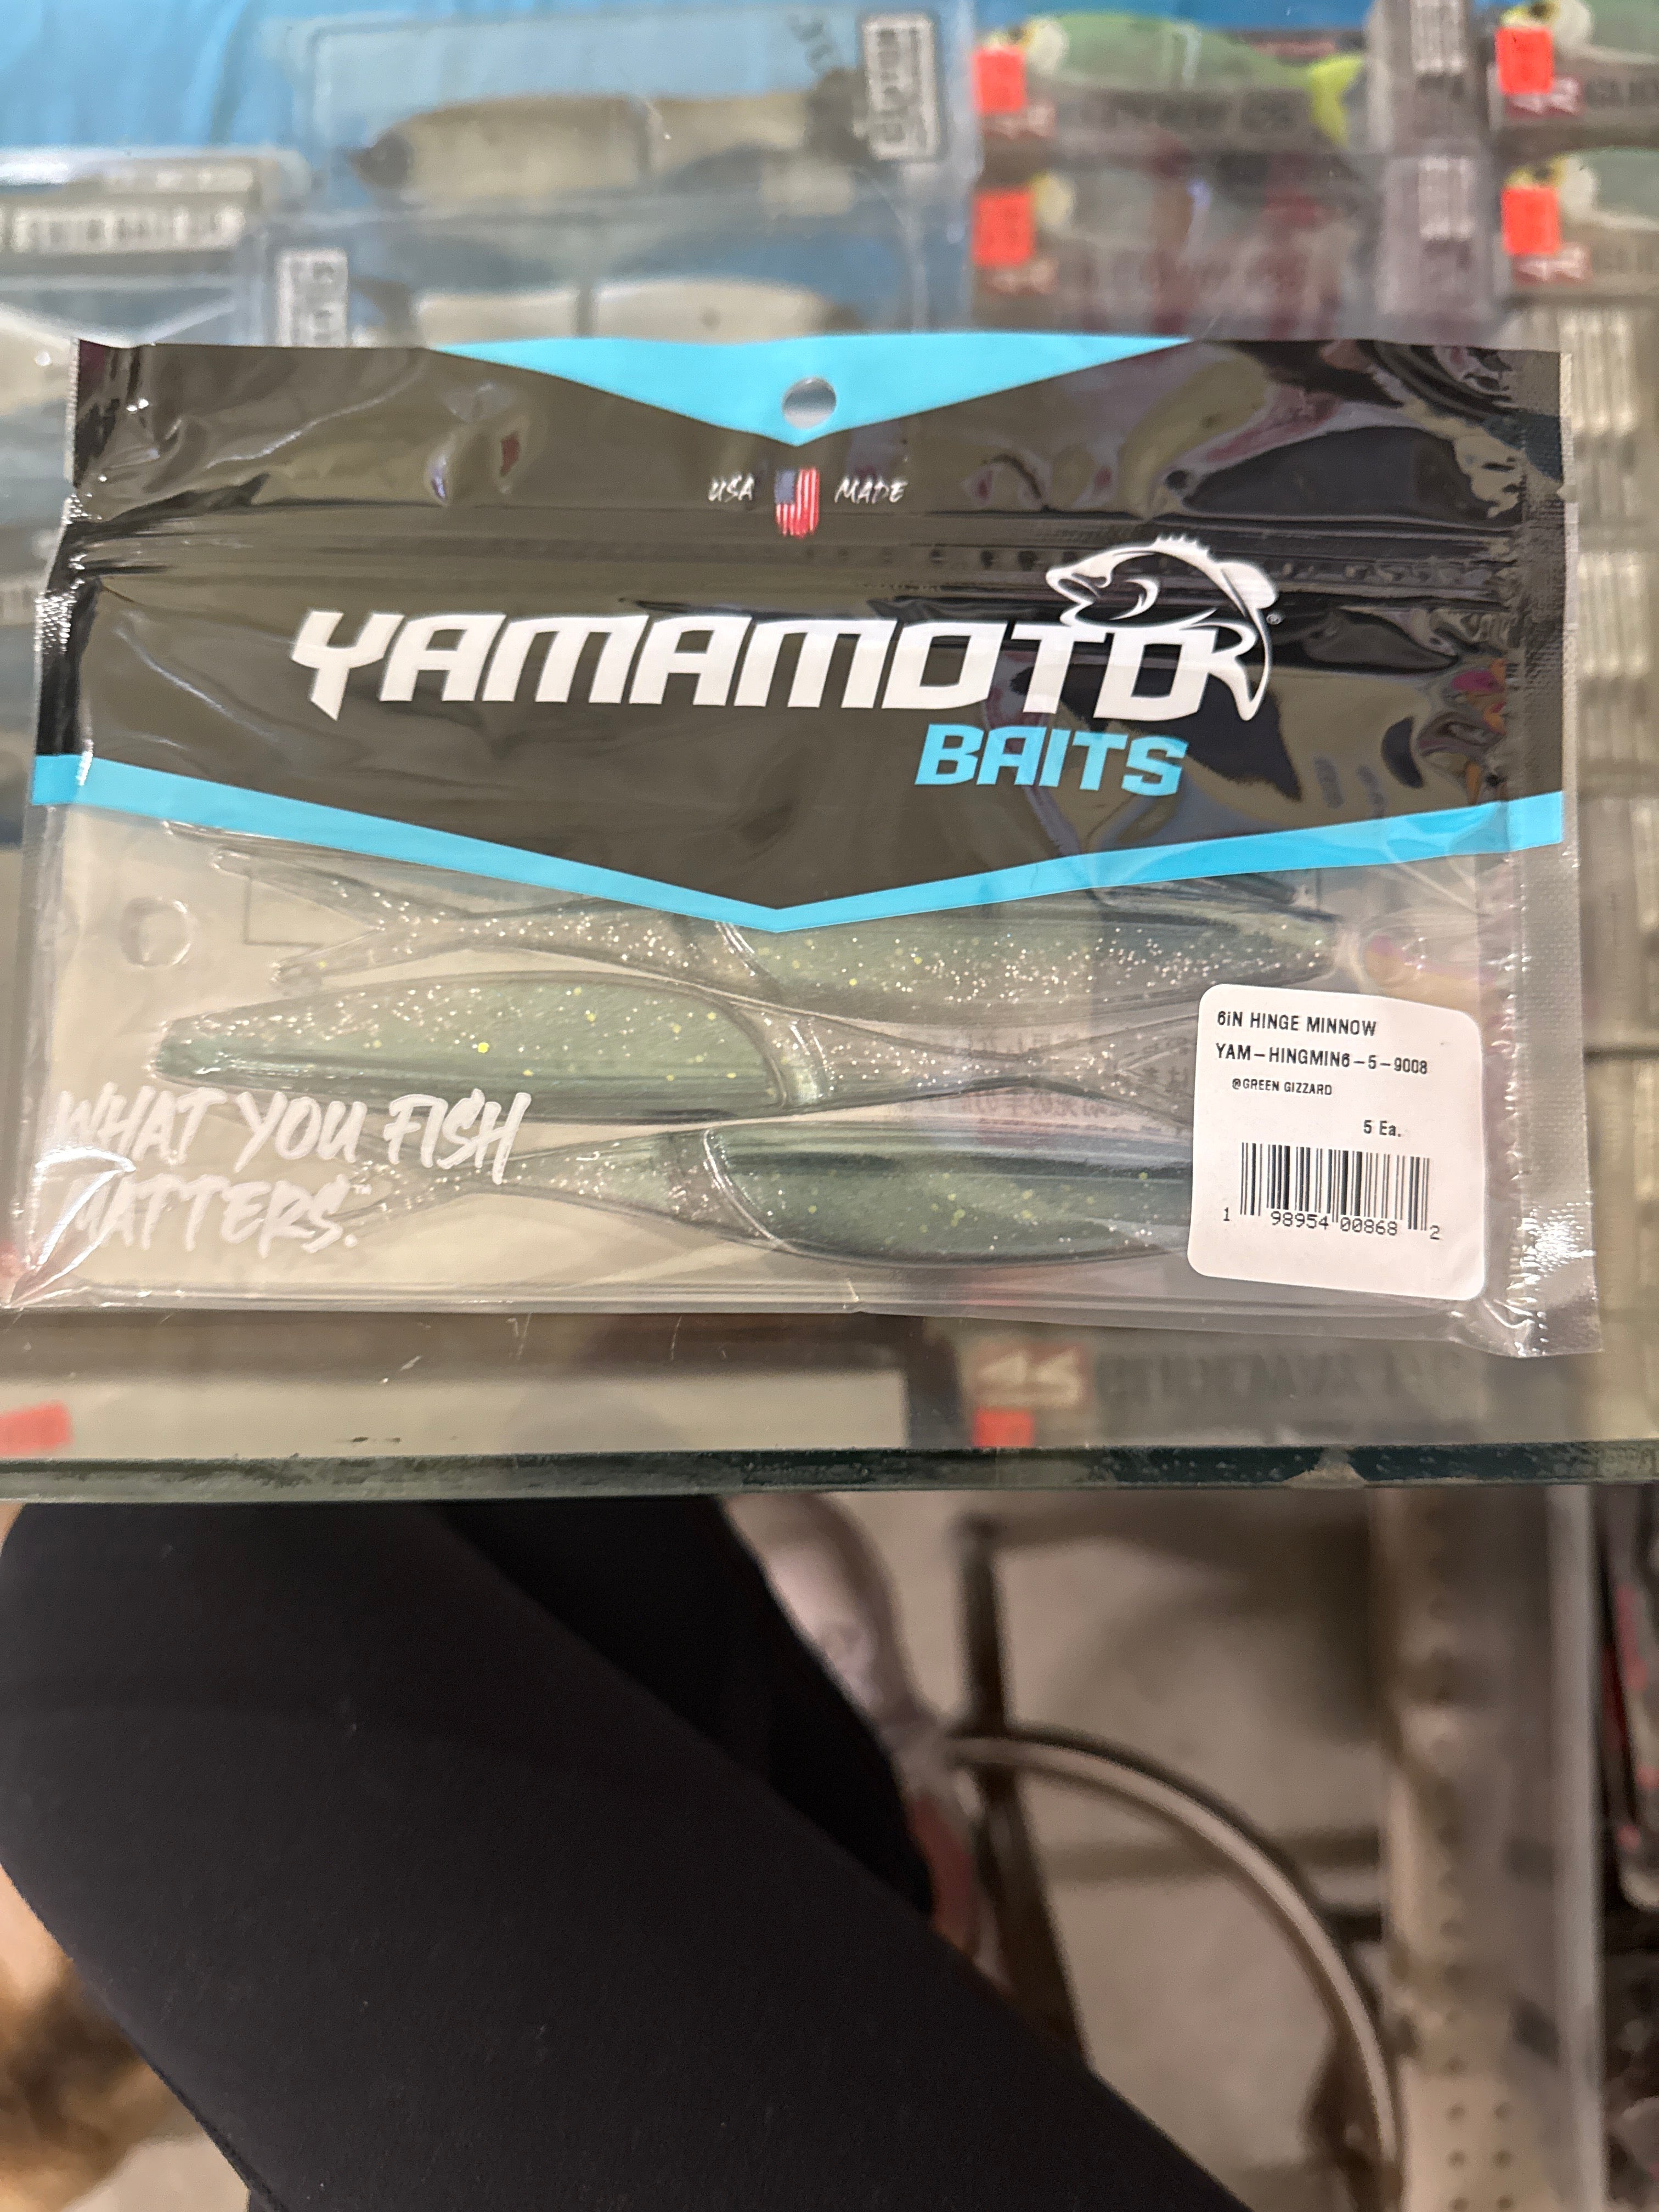 USA MADE
YAMAMOTO
®
BAITS
6iN HINGE MINNOW
YAM-HINGMIN6-5-9008
@GREEN GIZZARD
5 Ea.
1 98954 00868 2
WHAT YOU FISH
MATTERS.™